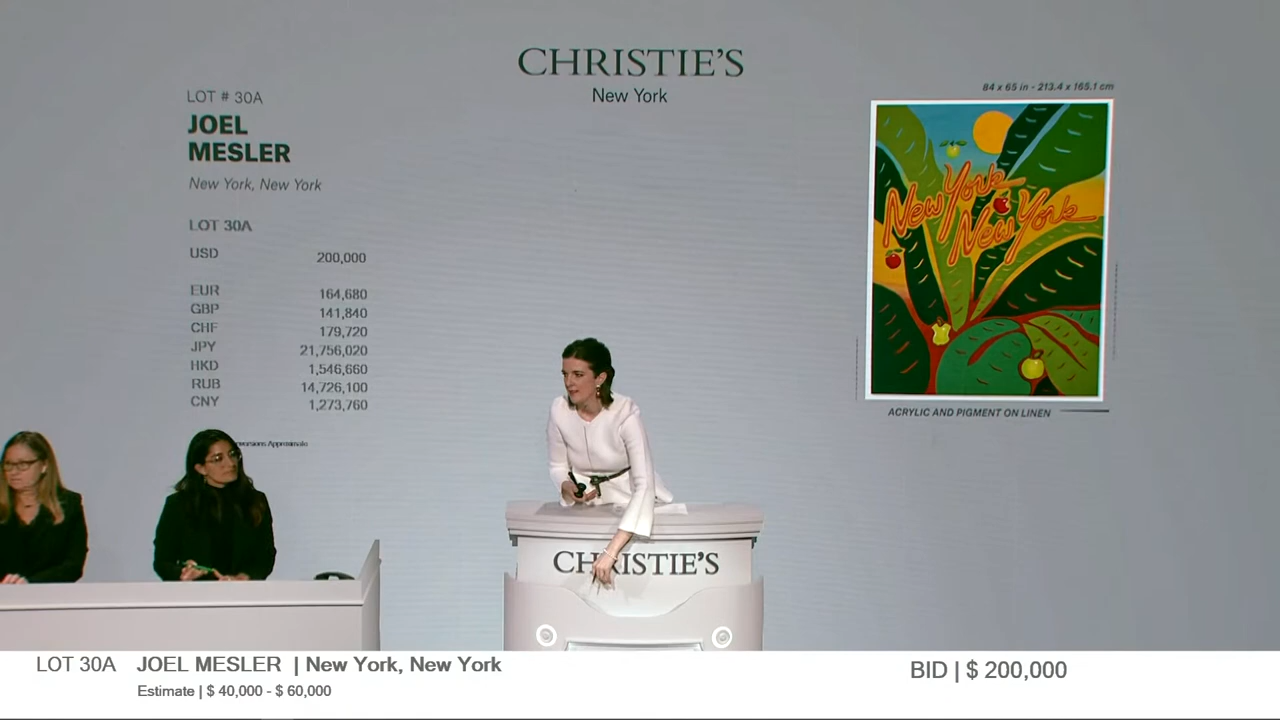 CHRISTIE'S
New York
LOT # 30A
JOEL
MESLER
New York, New York
LOT 30A
USD 200,000
EUR 164,680
GBP 141,840
CHF 179,720
JPY 21,756,020
HKD 1,546,660
RUB 14,726,100
CNY 1,273,760
Conversions Approximate
84 x 65 in - 213.4 x 165.1 cm
New York
New York
ACRYLIC AND PIGMENT ON LINEN
CHRISTIE'S
LOT 30A JOEL MESLER | New York, New York
Estimate | $ 40,000 - $ 60,000
BID | $ 200,000